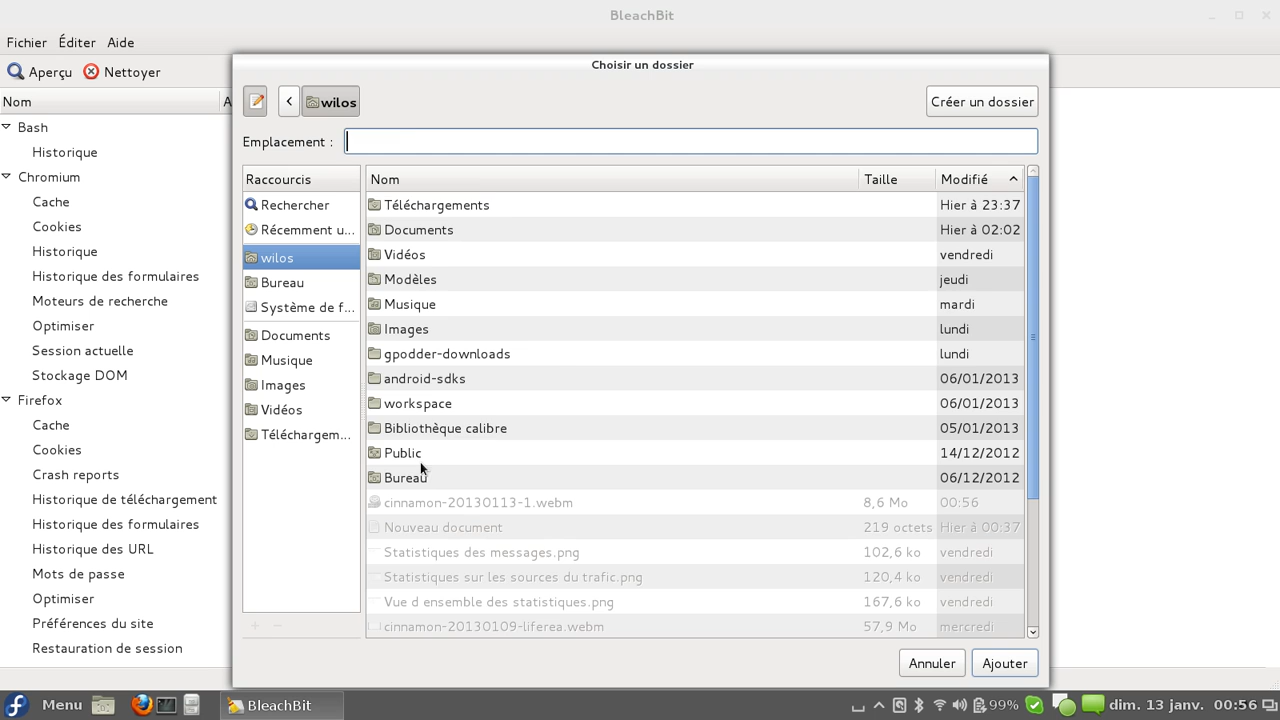 BleachBit
Fichier Éditer Aide
Aperçu Nettoyer
Nom A
Bash
Historique
Chromium
Cache
Cookies
Historique
Historique des formulaires
Moteurs de recherche
Optimiser
Session actuelle
Stockage DOM
Firefox
Cache
Cookies
Crash reports
Historique de téléchargement
Historique des formulaires
Historique des URL
Mots de passe
Optimiser
Préférences du site
Restauration de session
Choisir un dossier
wilos
Créer un dossier
Emplacement :
Raccourcis
Rechercher
Récemment u...
wilos
Bureau
Système de f...
Documents
Musique
Images
Vidéos
Téléchargem...
Nom Taille Modifié
Téléchargements Hier à 23:37
Documents Hier à 02:02
Vidéos vendredi
Modèles jeudi
Musique mardi
Images lundi
gpodder-downloads lundi
android-sdks 06/01/2013
workspace 06/01/2013
Bibliothèque calibre 05/01/2013
Public 14/12/2012
Bureau 06/12/2012
cinnamon-20130113-1.webm 8,6 Mo 00:56
Nouveau document 219 octets Hier à 00:37
Statistiques des messages.png 102,6 ko vendredi
Statistiques sur les sources du trafic.png 120,4 ko vendredi
Vue d ensemble des statistiques.png 167,6 ko vendredi
cinnamon-20130109-liferea.webm 57,9 Mo mercredi
Annuler Ajouter
Menu BleachBit 99% dim. 13 janv. 00:56